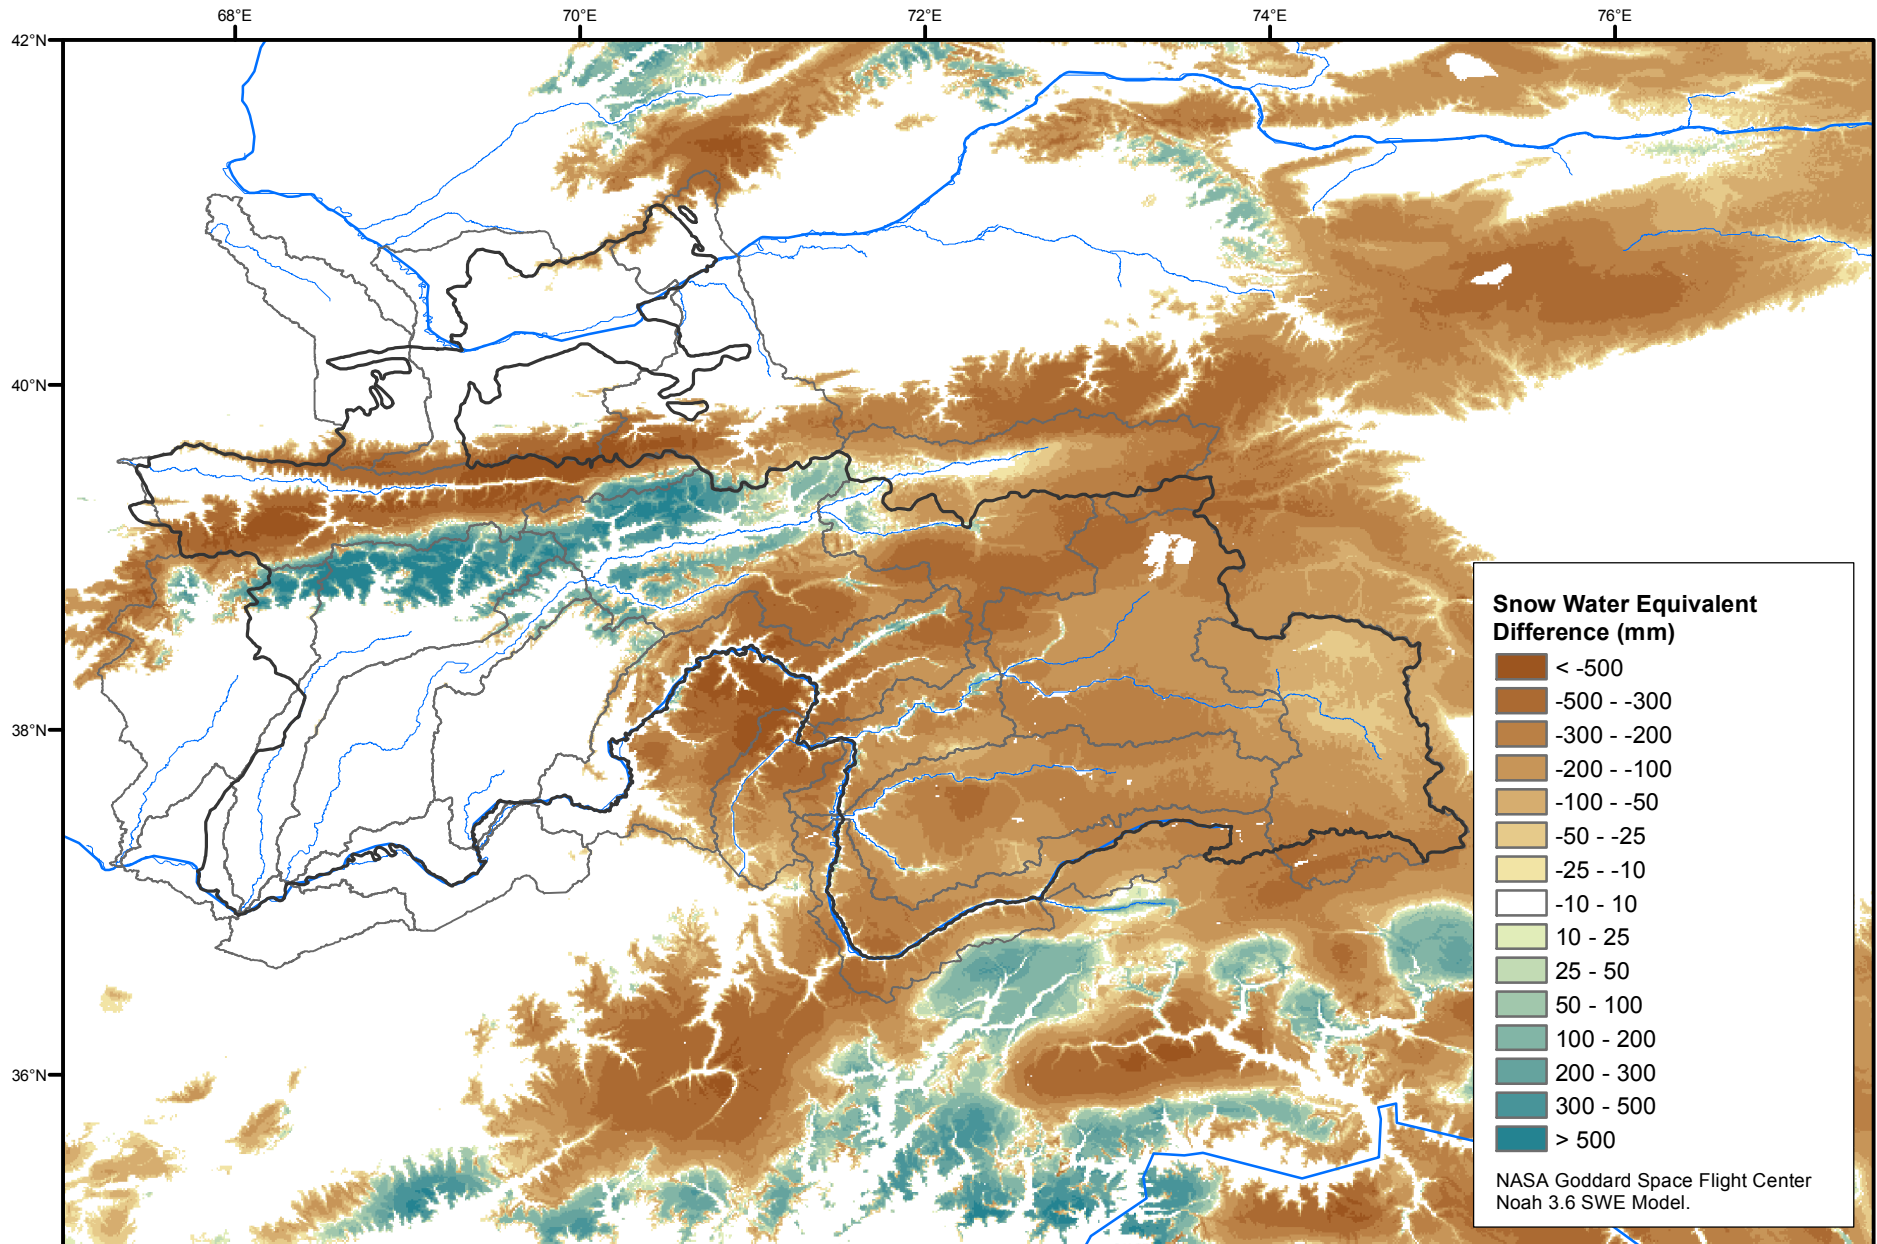 68°E 70°E 72°E 74°E 76°E
42°N
40°N
38°N
36°N
Snow Water Equivalent
Difference (mm)
< -500
-500 - -300
-300 - -200
-200 - -100
-100 - -50
-50 - -25
-25 - -10
-10 - 10
10 - 25
25 - 50
50 - 100
100 - 200
200 - 300
300 - 500
> 500
NASA Goddard Space Flight Center
Noah 3.6 SWE Model.